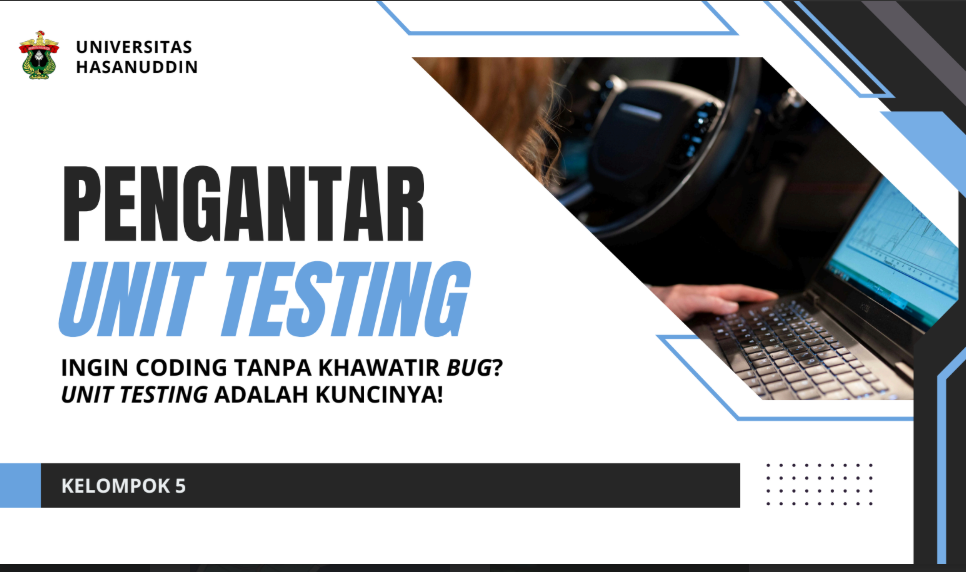 UNIVERSITAS
HASANUDDIN
PENGANTAR
UNIT TESTING
INGIN CODING TANPA KHAWATIR BUG?
UNIT TESTING ADALAH KUNCINYA!
KELOMPOK 5